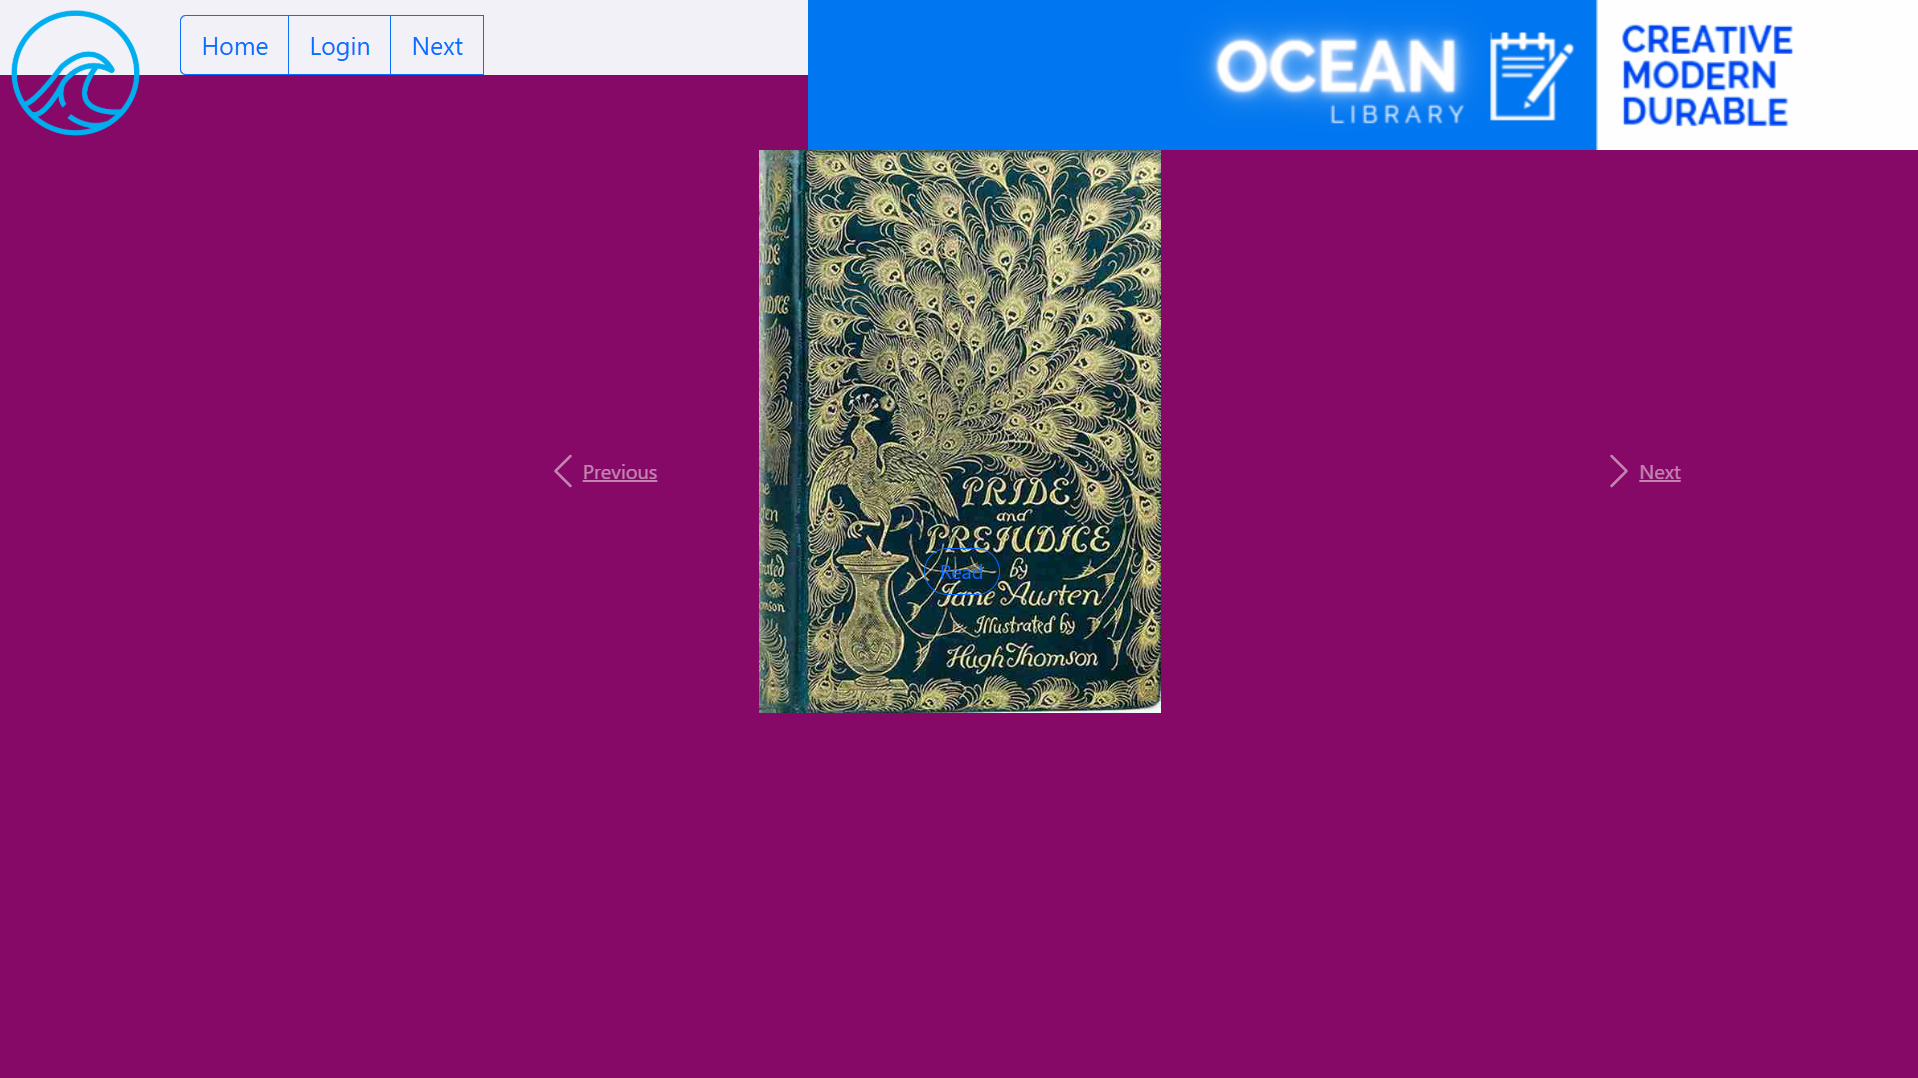 Home
Login
Next
OCEAN
LIBRARY
CREATIVE
MODERN
DURABLE
Previous
PRIDE
and
PREJUDICE
by
Jane Austen
Illustrated by
Hugh Thomson
Read
Next